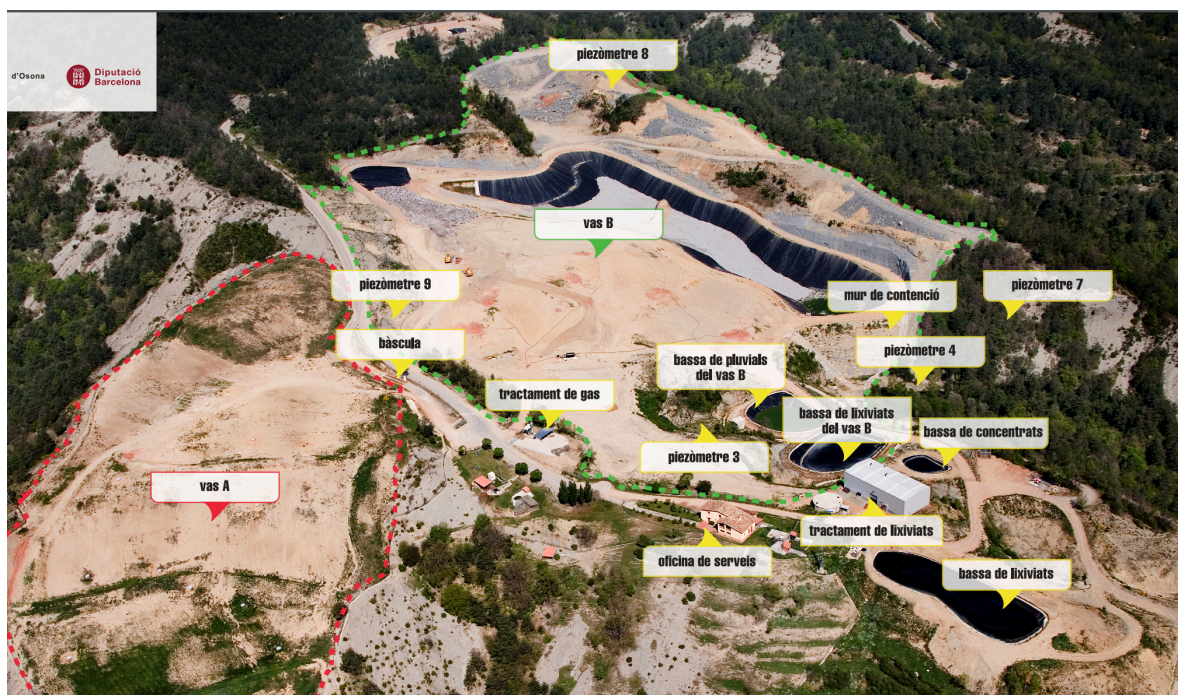 d'Osona
Diputació
Barcelona
piezòmetre 8
vas B
piezòmetre 9
mur de contenció
piezòmetre 7
bàscula
piezòmetre 4
bassa de pluvials
del vas B
tractament de gas
bassa de lixiviats
del vas B
bassa de concentrats
piezòmetre 3
vas A
tractament de lixiviats
oficina de serveis
bassa de lixiviats